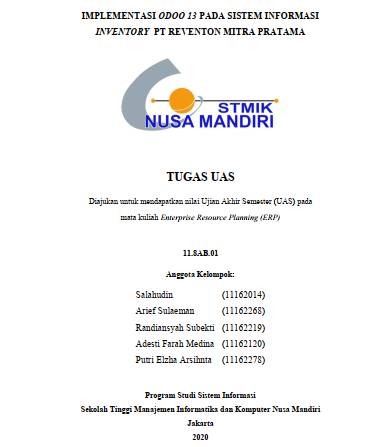 IMPLEMENTASI ODOO 13 PADA SISTEM INFORMASI
INVENTORY PT REVENTON MITRA PRATAMA
STMIK
NUSA MANDIRI
TUGAS UAS
Diajukan untuk mendapatkan nilai Ujian Akhir Semester (UAS) pada
mata kuliah Enterprise Resource Planning (ERP)
11.8AB.01
Anggota Kelompok:
Salahudin (11162014)
Arief Sulaeman (11162268)
Randiansyah Subekti (11162219)
Adesti Farah Medina (11162120)
Putri Elzha Arsihnta (11162278)
Program Studi Sistem Informasi
Sekolah Tinggi Manajemen Informatika dan Komputer Nusa Mandiri
Jakarta
2020